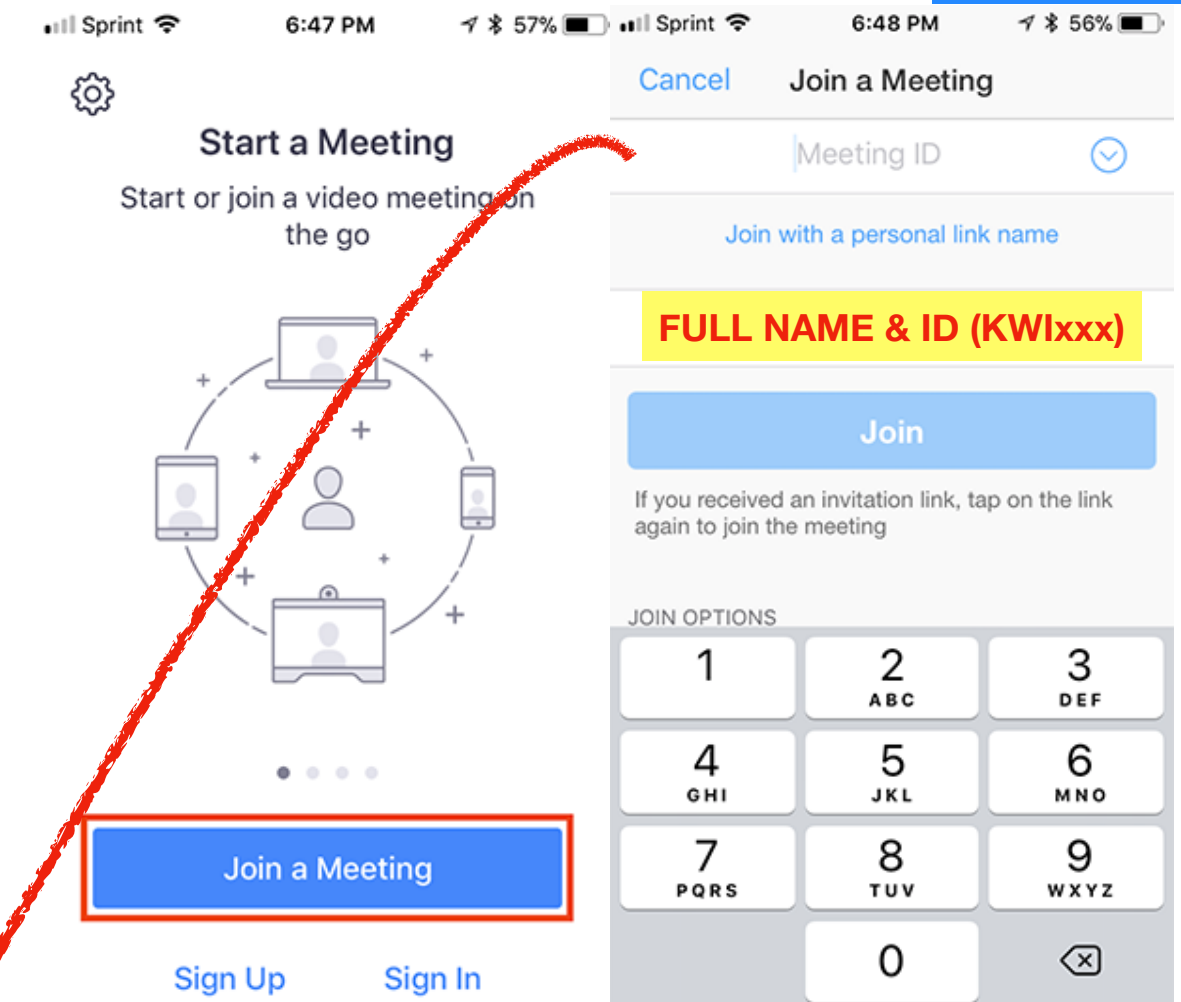 Sprint 6:47 PM 57%
Start a Meeting
Start or join a video meeting on
the go
Join a Meeting
Sign Up Sign In
Sprint 6:48 PM 56%
Cancel Join a Meeting
Meeting ID
Join with a personal link name
FULL NAME & ID (KWIxxx)
Join
If you received an invitation link, tap on the link
again to join the meeting
JOIN OPTIONS
1 2 3
ABC DEF
4 5 6
GHI JKL MNO
7 8 9
PQRS TUV WXYZ
0